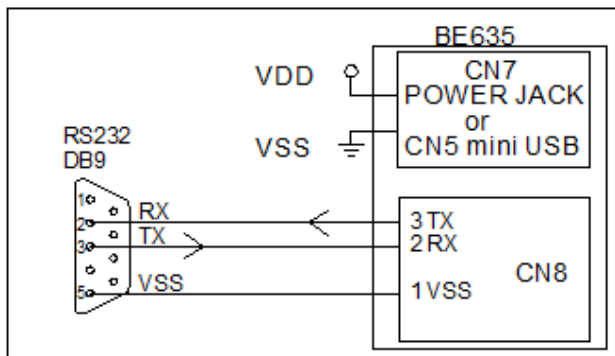 BE635
CN7
POWER JACK
or
CN5 mini USB
VDD
VSS
RS232
DB9
1
2
3
5
RX
TX
VSS
3 TX
2 RX
1 VSS
CN8